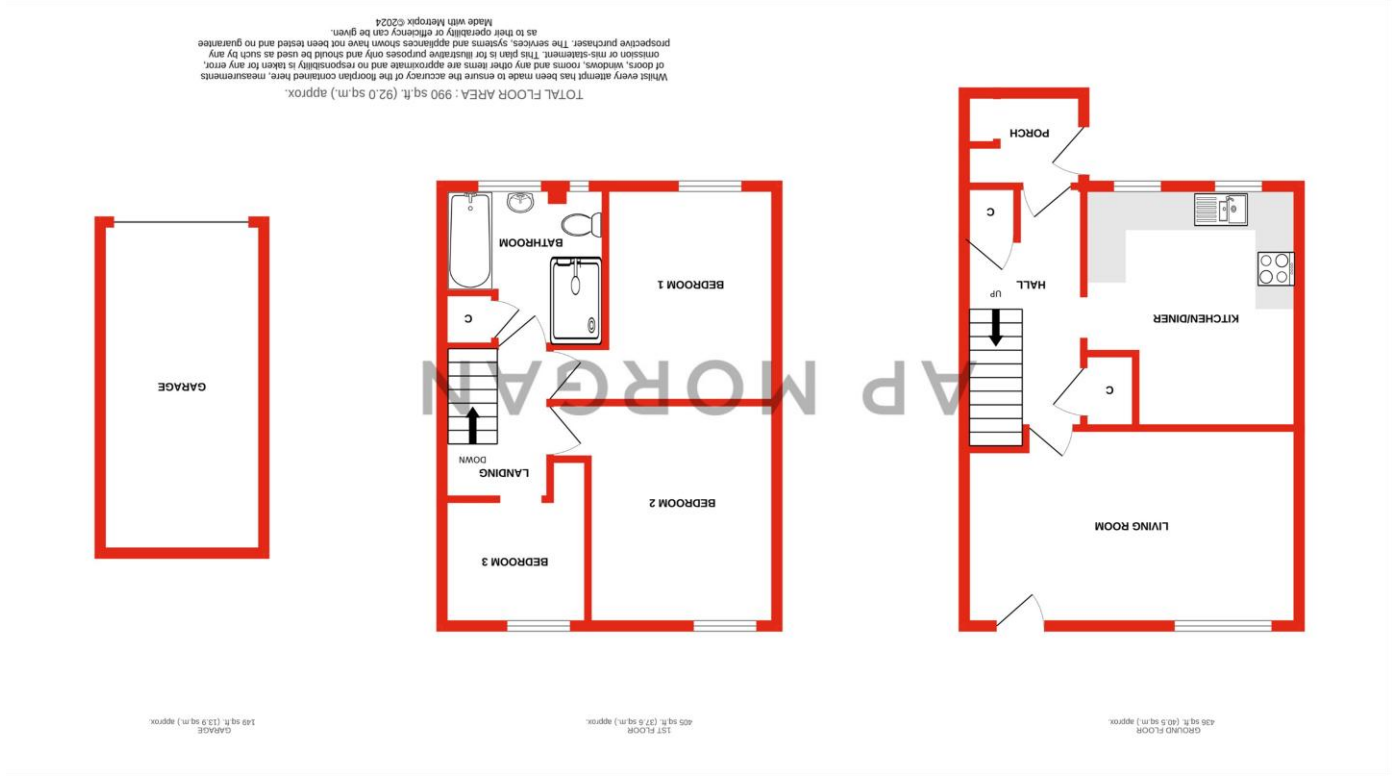 GROUND FLOOR
436 sq.ft. (40.5 sq.m.) approx.
1ST FLOOR
405 sq.ft. (37.6 sq.m.) approx.
GARAGE
149 sq.ft. (13.9 sq.m.) approx.
LIVING ROOM
C
KITCHEN/DINER
UP
HALL
C
PORCH
BEDROOM 3
BEDROOM 2
LANDING
DOWN
C
BEDROOM 1
BATHROOM
GARAGE
AP MORGAN
TOTAL FLOOR AREA : 990 sq.ft. (92.0 sq.m.) approx.
Whilst every attempt has been made to ensure the accuracy of the floorplan contained here, measurements
of doors, windows, rooms and any other items are approximate and no responsibility is taken for any error,
omission or mis-statement. This plan is for illustrative purposes only and should be used as such by any
prospective purchaser. The services, systems and appliances shown have not been tested and no guarantee
as to their operability or efficiency can be given.
Made with Metropix ©2024